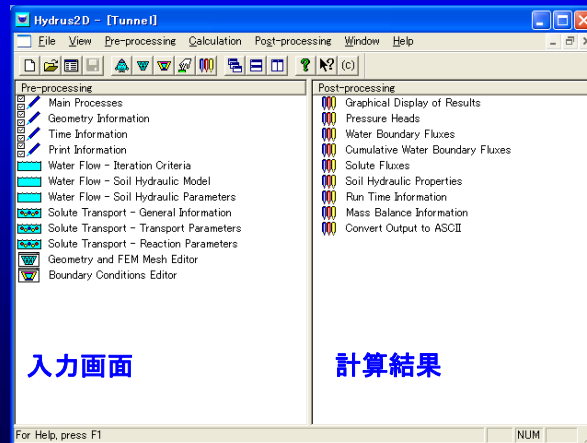 Hydrus2D - [Tunnel]
File View Pre-processing Calculation Post-processing Window Help
(c)
Pre-processing
Main Processes
Geometry Information
Time Information
Print Information
Water Flow - Iteration Criteria
Water Flow - Soil Hydraulic Model
Water Flow - Soil Hydraulic Parameters
Solute Transport - General Information
Solute Transport - Transport Parameters
Solute Transport - Reaction Parameters
Geometry and FEM Mesh Editor
Boundary Conditions Editor
入力画面
Post-processing
Graphical Display of Results
Pressure Heads
Water Boundary Fluxes
Cumulative Water Boundary Fluxes
Solute Fluxes
Soil Hydraulic Properties
Run Time Information
Mass Balance Information
Convert Output to ASCII
計算結果
For Help, press F1
NUM